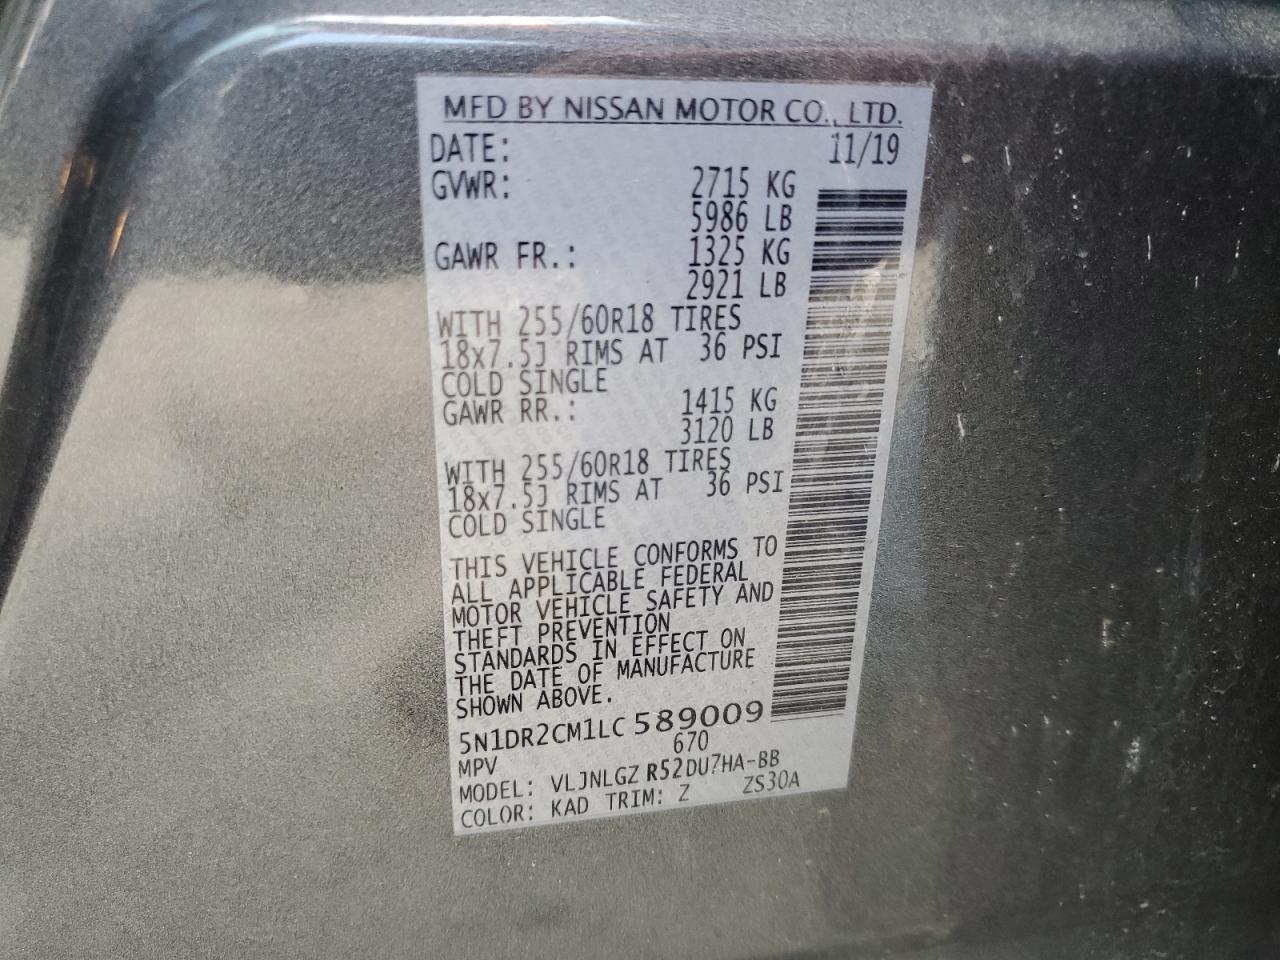 MFD BY NISSAN MOTOR CO., LTD.
DATE: 11/19
GVWR: 2715 KG
5986 LB
GAWR FR.: 1325 KG
2921 LB
WITH 255/60R18 TIRES
18x7.5J RIMS AT 36 PSI
COLD SINGLE
GAWR RR.: 1415 KG
3120 LB
WITH 255/60R18 TIRES
18x7.5J RIMS AT 36 PSI
COLD SINGLE
THIS VEHICLE CONFORMS TO
ALL APPLICABLE FEDERAL
MOTOR VEHICLE SAFETY AND
THEFT PREVENTION
STANDARDS IN EFFECT ON
THE DATE OF MANUFACTURE
SHOWN ABOVE.
5N1DR2CM1LC 589009
MPV 670
MODEL: VLJNLGZ R52DU7HA-BB
COLOR: KAD TRIM: Z ZS30A